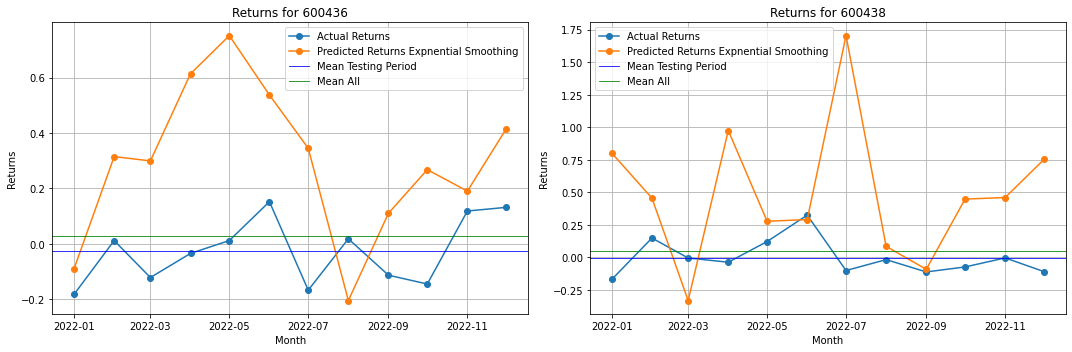 Returns for 600436
Returns
0.6
0.4
0.2
0.0
−0.2
Actual Returns
Predicted Returns Expnential Smoothing
Mean Testing Period
Mean All
2022-01 2022-03 2022-05 2022-07 2022-09 2022-11
Month
Returns for 600438
Returns
1.75
1.50
1.25
1.00
0.75
0.50
0.25
0.00
−0.25
Actual Returns
Predicted Returns Expnential Smoothing
Mean Testing Period
Mean All
2022-01 2022-03 2022-05 2022-07 2022-09 2022-11
Month